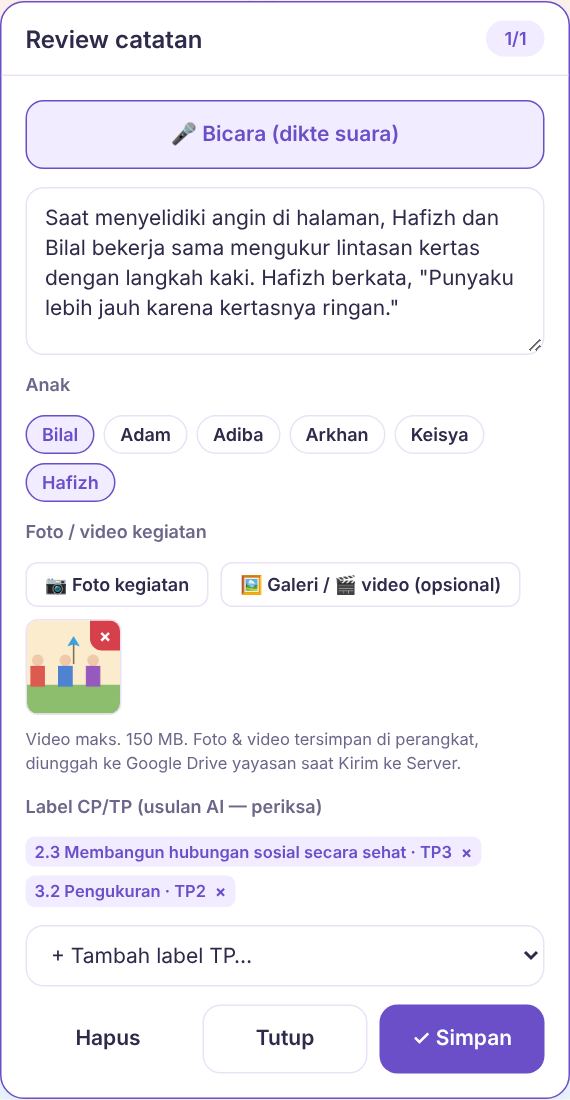 Review catatan
1/1
🎤 Bicara (dikte suara)
Saat menyelidiki angin di halaman, Hafizh dan
Bilal bekerja sama mengukur lintasan kertas
dengan langkah kaki. Hafizh berkata, "Punyaku
lebih jauh karena kertasnya ringan."
Anak
Bilal Adam Adiba Arkhan Keisya
Hafizh
Foto / video kegiatan
📷 Foto kegiatan 🖼️ Galeri / 🎬 video (opsional)
×
Video maks. 150 MB. Foto & video tersimpan di perangkat,
diunggah ke Google Drive yayasan saat Kirim ke Server.
Label CP/TP (usulan AI — periksa)
2.3 Membangun hubungan sosial secara sehat · TP3 ×
3.2 Pengukuran · TP2 ×
+ Tambah label TP...
Hapus Tutup ✓ Simpan